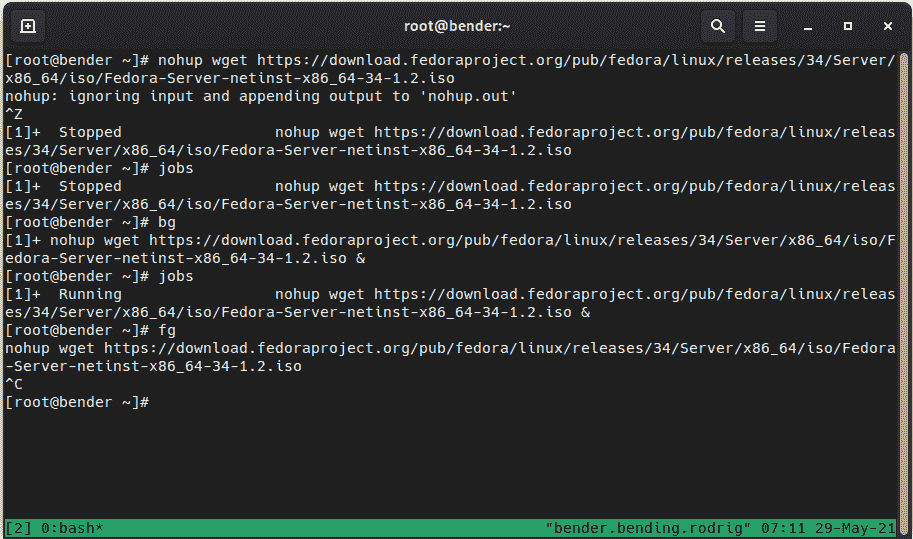 root@bender:~
[root@bender ~]# nohup wget https://download.fedoraproject.org/pub/fedora/linux/releases/34/Server/
x86_64/iso/Fedora-Server-netinst-x86_64-34-1.2.iso
nohup: ignoring input and appending output to 'nohup.out'
^Z
[1]+  Stopped                 nohup wget https://download.fedoraproject.org/pub/fedora/linux/releas
es/34/Server/x86_64/iso/Fedora-Server-netinst-x86_64-34-1.2.iso
[root@bender ~]# jobs
[1]+  Stopped                 nohup wget https://download.fedoraproject.org/pub/fedora/linux/releas
es/34/Server/x86_64/iso/Fedora-Server-netinst-x86_64-34-1.2.iso
[root@bender ~]# bg
[1]+ nohup wget https://download.fedoraproject.org/pub/fedora/linux/releases/34/Server/x86_64/iso/F
edora-Server-netinst-x86_64-34-1.2.iso &
[root@bender ~]# jobs
[1]+  Running                 nohup wget https://download.fedoraproject.org/pub/fedora/linux/releas
es/34/Server/x86_64/iso/Fedora-Server-netinst-x86_64-34-1.2.iso &
[root@bender ~]# fg
nohup wget https://download.fedoraproject.org/pub/fedora/linux/releases/34/Server/x86_64/iso/Fedora
-Server-netinst-x86_64-34-1.2.iso
^C
[root@bender ~]#
[2] 0:bash* "bender.bending.rodrig" 07:11 29-May-21